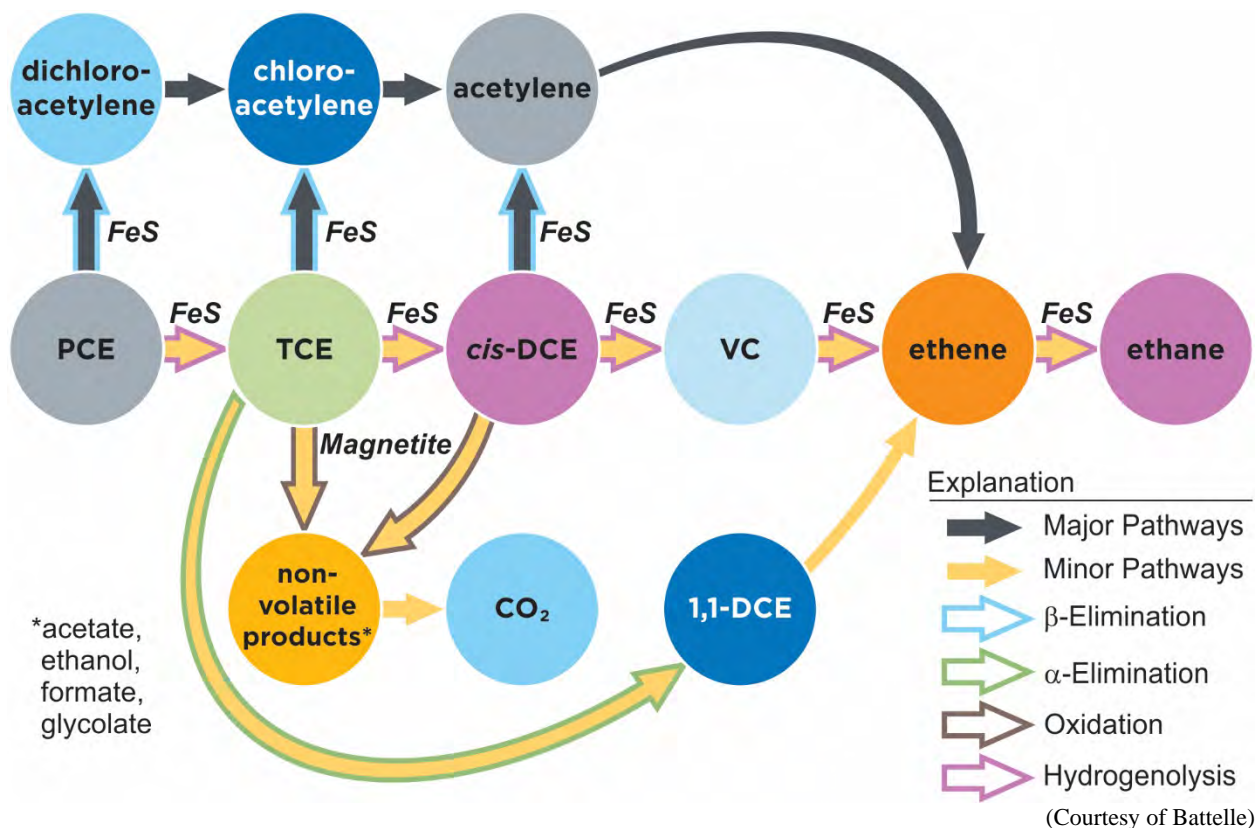 dichloro-
acetylene
chloro-
acetylene
acetylene
FeS
FeS
FeS
PCE
FeS
TCE
FeS
cis-DCE
FeS
VC
FeS
ethene
FeS
ethane
Magnetite
non-
volatile
products*
CO₂
1,1-DCE
*acetate,
ethanol,
formate,
glycolate
Explanation
Major Pathways
Minor Pathways
β-Elimination
α-Elimination
Oxidation
Hydrogenolysis
(Courtesy of Battelle)